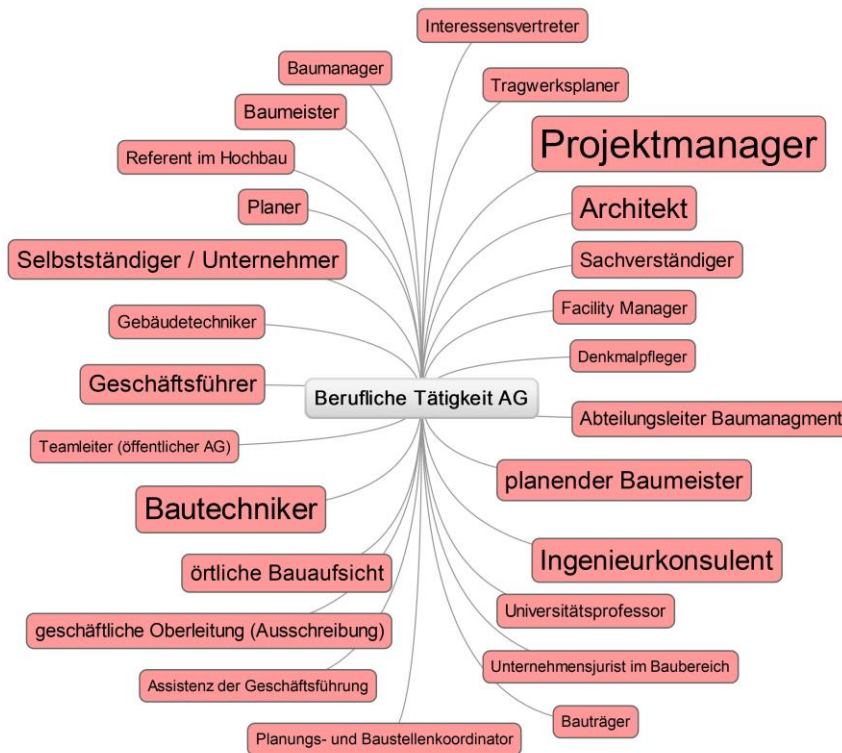 Interessensvertreter
Baumanager
Tragwerksplaner
Baumeister
Projektmanager
Referent im Hochbau
Planer
Architekt
Selbstständiger / Unternehmer
Sachverständiger
Facility Manager
Gebäudetechniker
Denkmalpfleger
Geschäftsführer
Berufliche Tätigkeit AG
Abteilungsleiter Baumanagment
Teamleiter (öffentlicher AG)
planender Baumeister
Bautechniker
Ingenieurkonsulent
örtliche Bauaufsicht
Universitätsprofessor
geschäftliche Oberleitung (Ausschreibung)
Unternehmensjurist im Baubereich
Assistenz der Geschäftsführung
Bauträger
Planungs- und Baustellenkoordinator